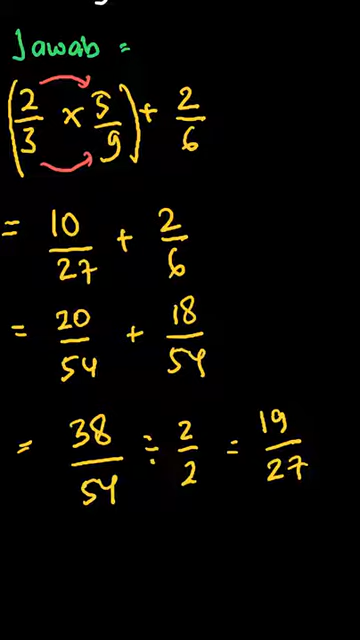 Jawab =
(2/3 × 5/9) + 2/6
= 10/27 + 2/6
= 20/54 + 18/54
= 38/54 ÷ 2/2 = 19/27